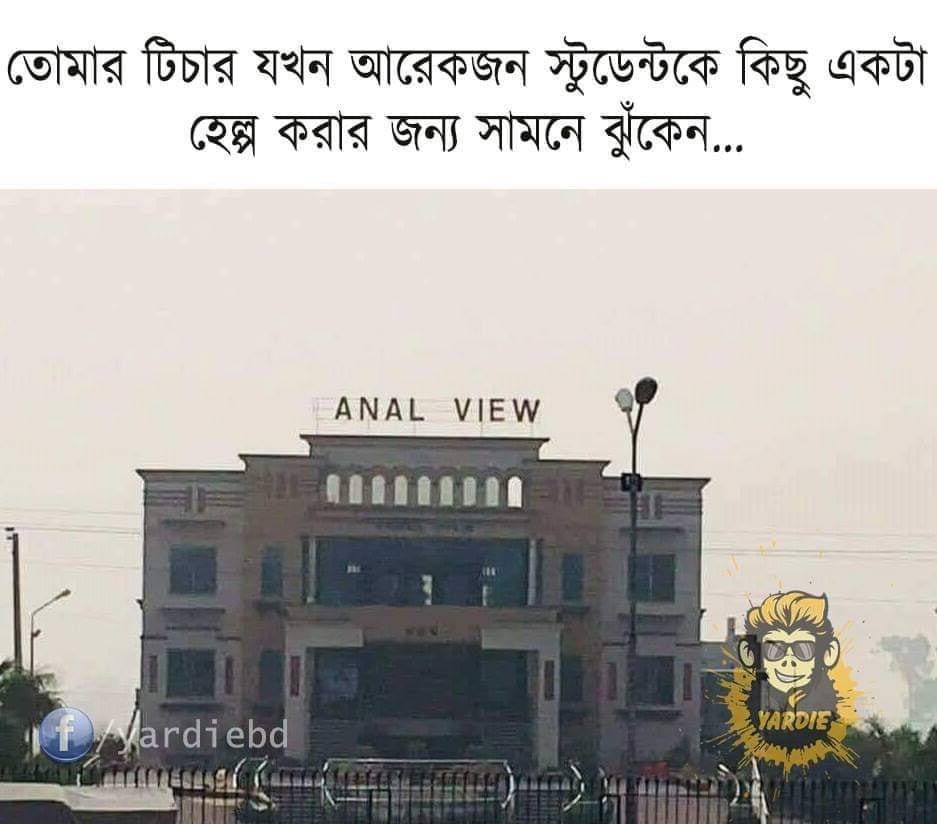 তোমার টিচার যখন আরেকজন স্টুডেন্টকে কিছু একটা
হেল্প করার জন্য সামনে ঝুঁকেন...
ANAL VIEW
f/yardiebd
YARDIE